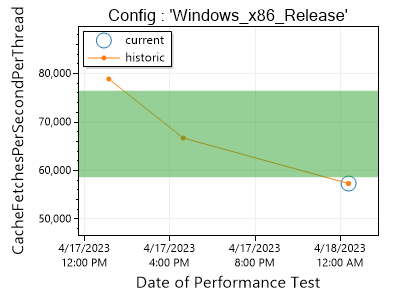 Config : 'Windows_x86_Release'
CacheFetchesPerSecondPerThread
current
historic
80,000
70,000
60,000
50,000
4/17/2023 4/17/2023 4/17/2023 4/18/2023
12:00 PM 4:00 PM 8:00 PM 12:00 AM
Date of Performance Test